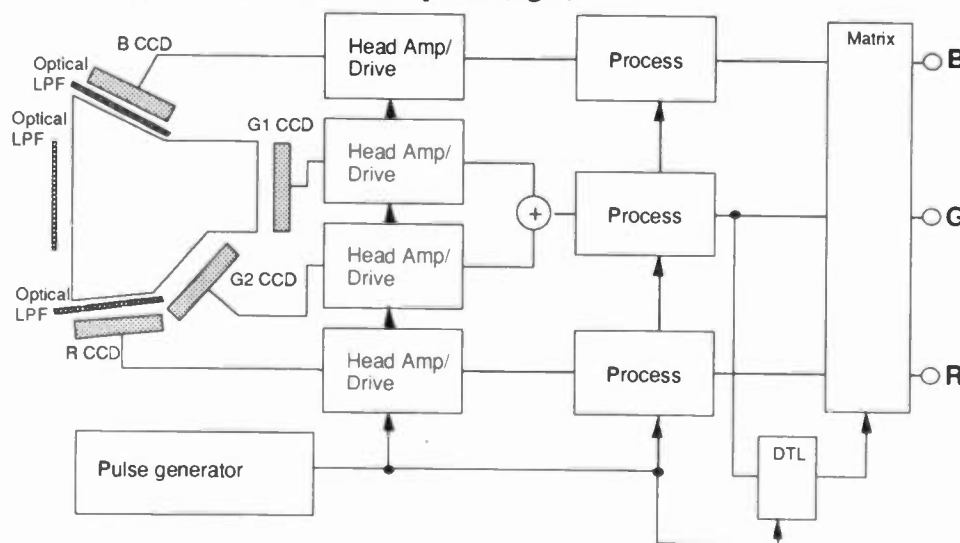 B CCD
Head Amp/
Drive
Process
Matrix
B
Optical
LPF
Optical
LPF
G1 CCD
Head Amp/
Drive
+
Process
G
Head Amp/
Drive
G2 CCD
Optical
LPF
R CCD
Head Amp/
Drive
Process
R
Pulse generator
DTL